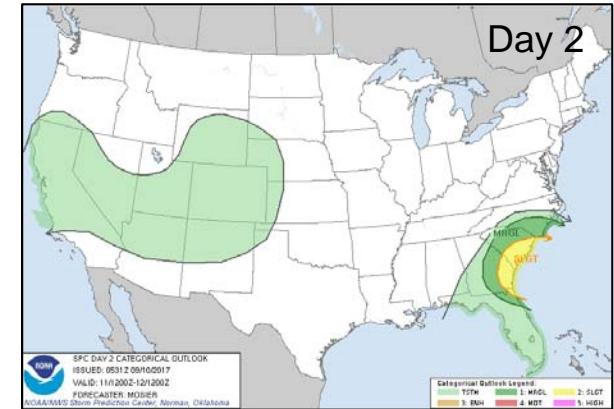 Day 2
MRGL
SLGT
NOAA
SPC DAY 2 CATEGORICAL OUTLOOK
ISSUED: 0531Z 09/10/2017
VALID: 11/1200Z-12/1200Z
FORECASTER: MOSIER
NOAA/NWS Storm Prediction Center, Norman, Oklahoma
Categorical Outlook Legend:
TSTM 1: MRGL 2: SLGT
3: ENH 4: MDT 5: HIGH